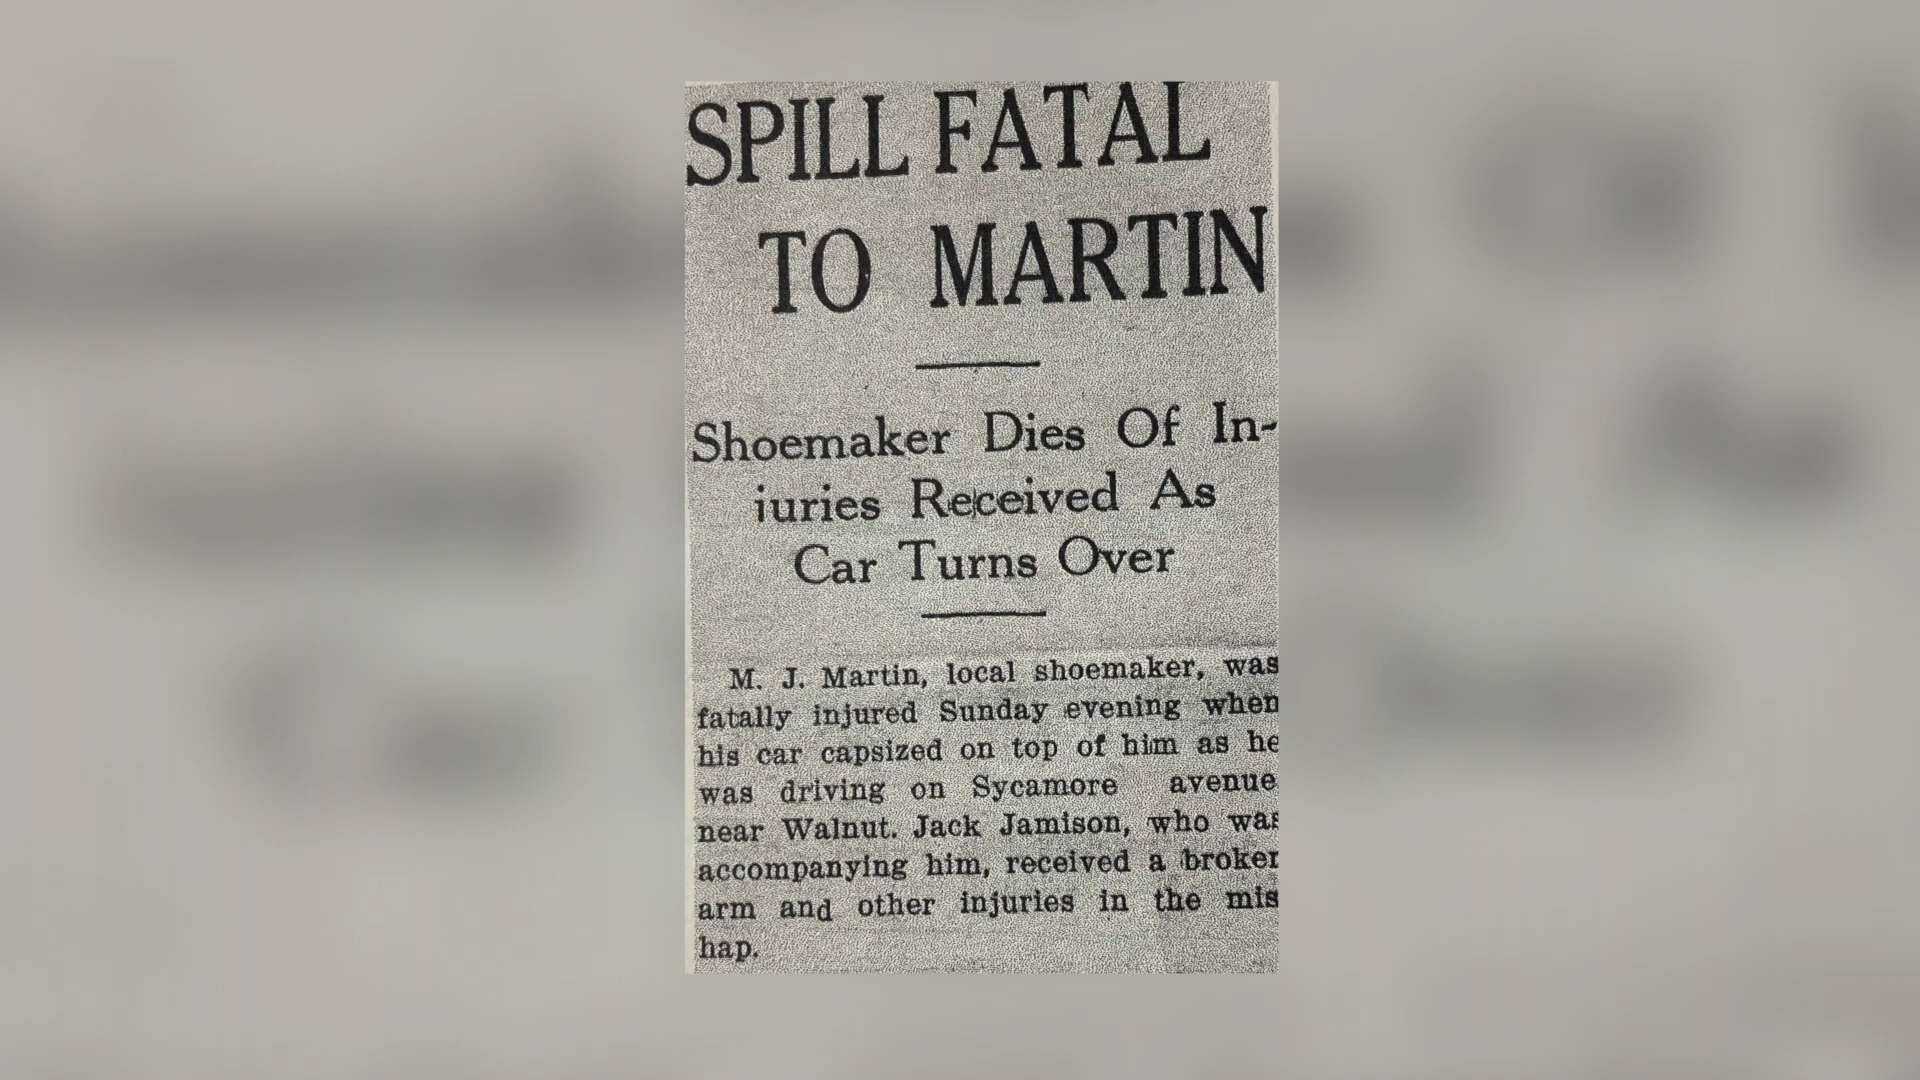 SPILL FATAL
TO MARTIN
Shoemaker Dies Of In-
juries Received As
Car Turns Over
M. J. Martin, local shoemaker, was
fatally injured Sunday evening when
his car capsized on top of him as he
was driving on Sycamore avenue
near Walnut. Jack Jamison, who was
accompanying him, received a broken
arm and other injuries in the mis
hap.